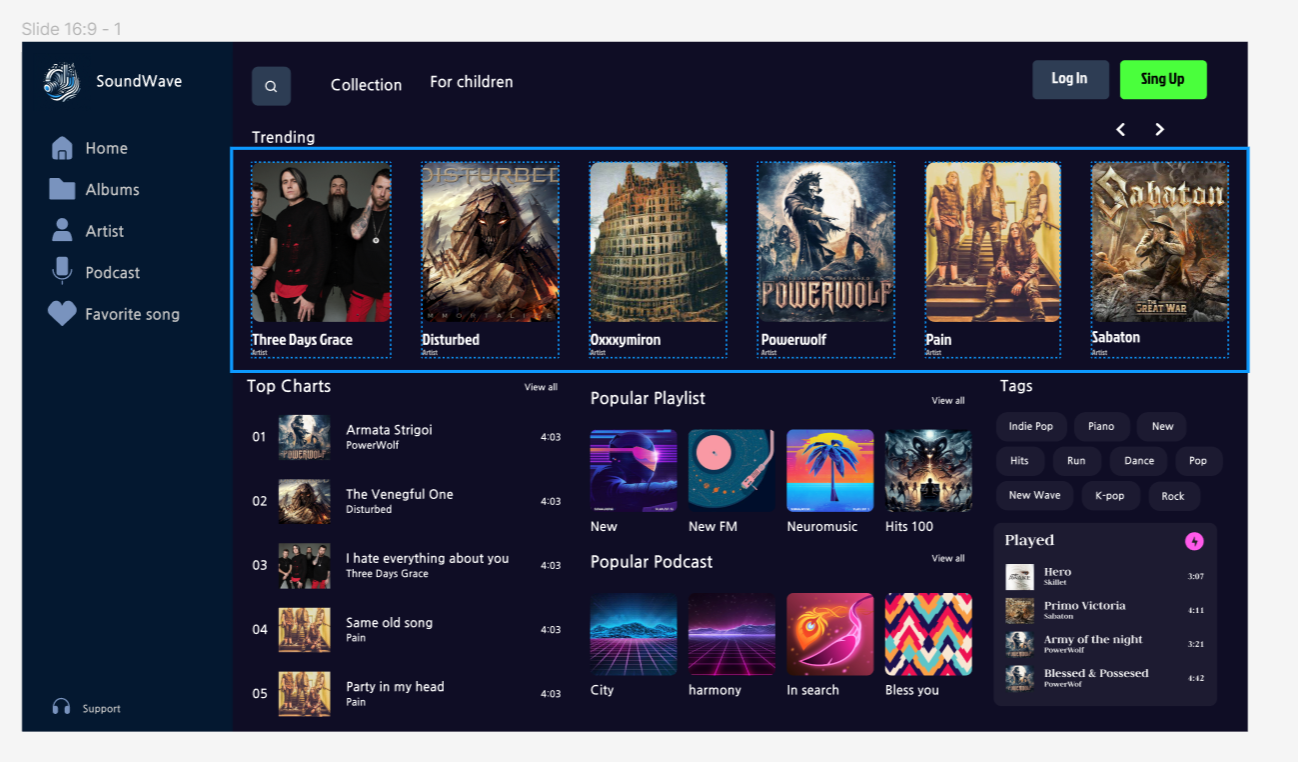 Slide 16:9 - 1
SoundWave
Collection
For children
Log In
Sing Up
Home
Albums
Artist
Podcast
Favorite song
Support
Trending
DISTURBED
POWERWOLF
Sabaton
THE
GREAT WAR
Three Days Grace
Artist
Disturbed
Artist
Oxxxymiron
Artist
Powerwolf
Artist
Pain
Artist
Sabaton
Artist
Top Charts
View all
01
Armata Strigoi
PowerWolf
4:03
02
The Venegful One
Disturbed
4:03
03
I hate everything about you
Three Days Grace
4:03
04
Same old song
Pain
4:03
05
Party in my head
Pain
4:03
Popular Playlist
View all
New
New FM
Neuromusic
Hits 100
Popular Podcast
View all
City
harmony
In search
Bless you
Tags
Indie Pop
Piano
New
Hits
Run
Dance
Pop
New Wave
K-pop
Rock
Played
Hero
Skillet
3:07
Primo Victoria
Sabaton
4:11
Army of the night
PowerWolf
3:21
Blessed & Possesed
PowerWof
4:42